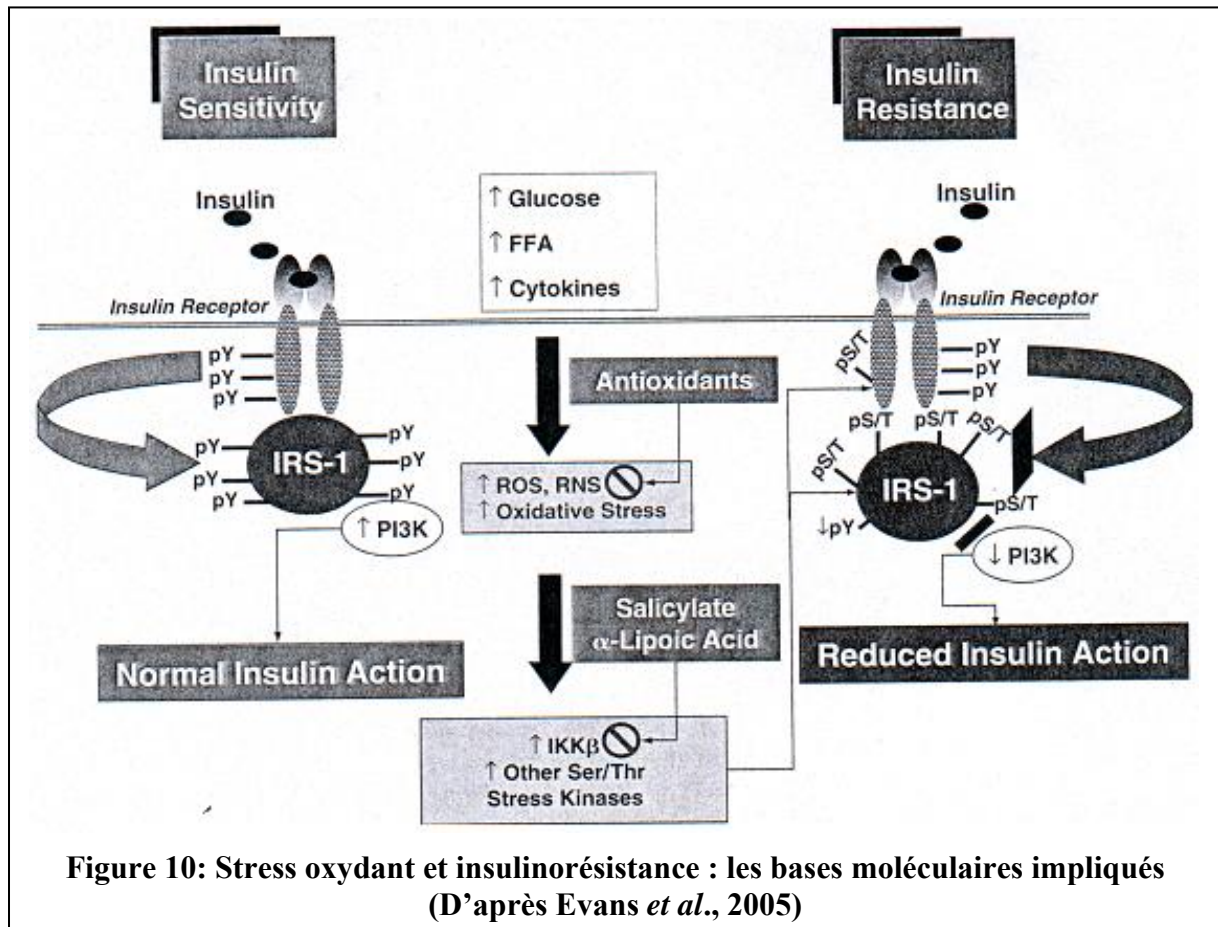 Insulin
Sensitivity
Insulin
Resistance
Insulin
Insulin
↑ Glucose
↑ FFA
↑ Cytokines
Insulin Receptor
Insulin Receptor
pY
pY
pY
pY
pY
pY
pY
pY
pY
IRS-1
↑ PI3K
Antioxidants
↑ ROS, RNS
↑ Oxidative Stress
pS/T
pY
pY
pY
pS/T
pS/T
pS/T
pS/T
IRS-1
pS/T
↓pY
↓ PI3K
Salicylate
α-Lipoic Acid
Normal Insulin Action
Reduced Insulin Action
↑ IKKβ
↑ Other Ser/Thr
Stress Kinases
Figure 10: Stress oxydant et insulinorésistance : les bases moléculaires impliqués
(D’après Evans et al., 2005)